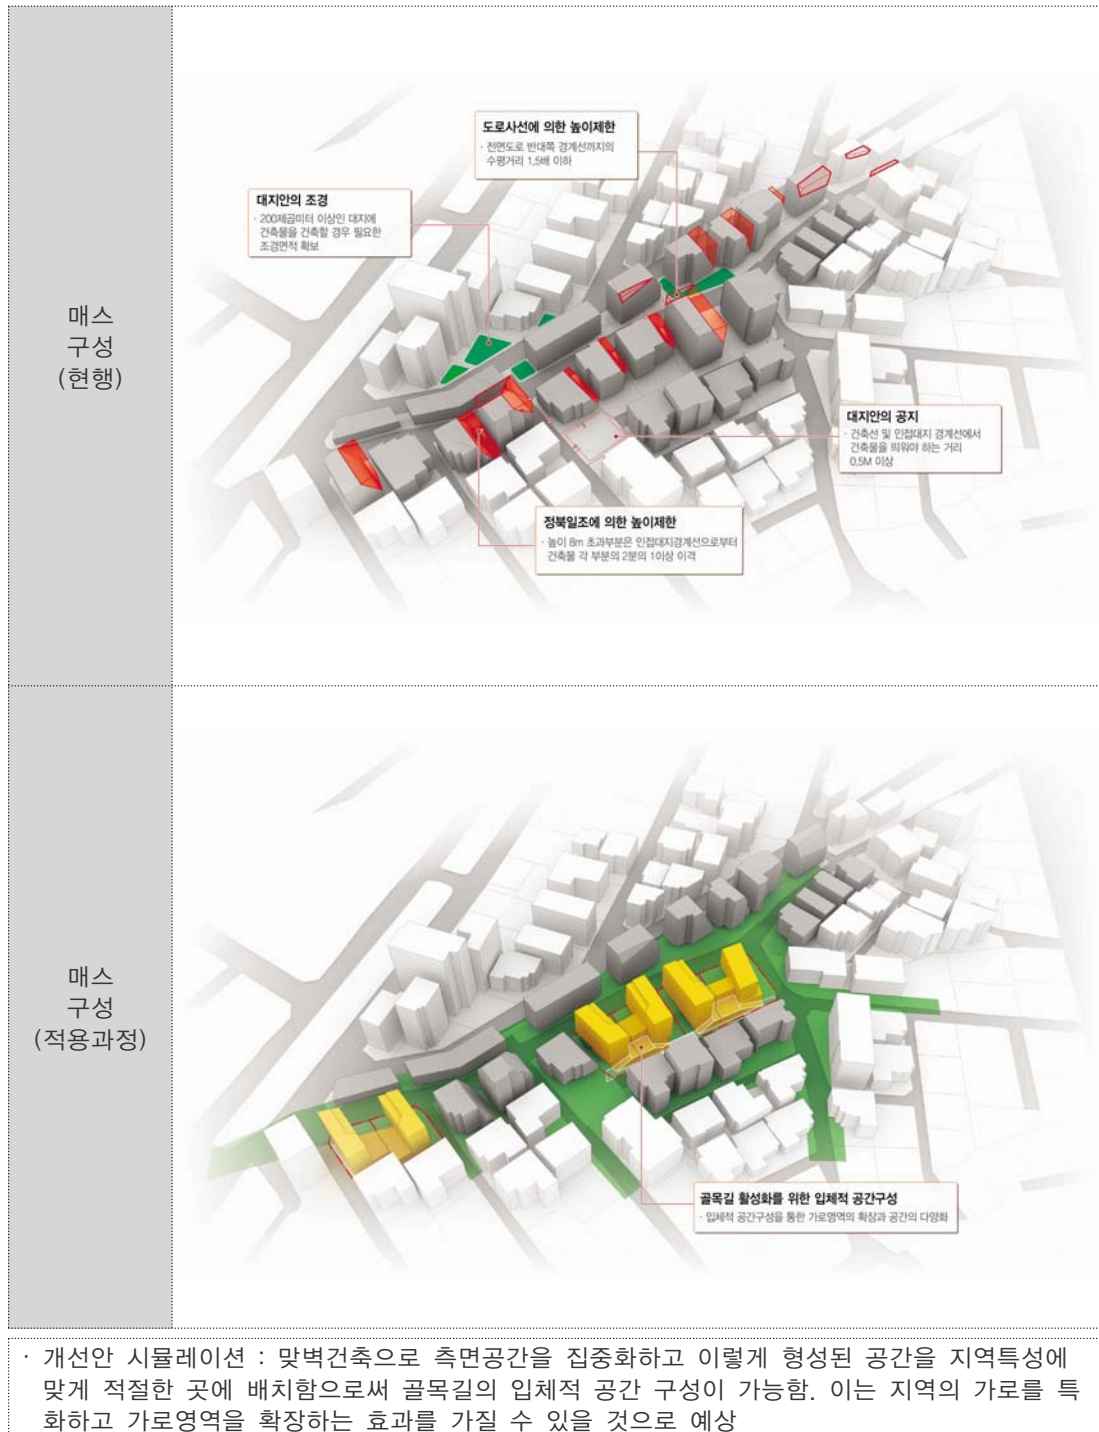 매스
구성
(현행)
도로사선에 의한 높이제한
· 전면도로 반대쪽 경계선까지의
수평거리 1.5배 이하
대지안의 조경
· 200제곱미터 이상인 대지에
건축물을 건축할 경우 필요한
조경면적 확보
대지안의 공지
· 건축선 및 인접대지 경계선에서
건축물을 띄워야 하는 거리
0.5M 이상
정북일조에 의한 높이제한
· 높이 8m 초과부분은 인접대지경계선으로부터
건축물 각 부분의 2분의 1이상 이격
매스
구성
(적용과정)
골목길 활성화를 위한 입체적 공간구성
· 입체적 공간구성을 통한 가로영역의 확장과 공간의 다양화
· 개선안 시뮬레이션 : 맞벽건축으로 측면공간을 집중화하고 이렇게 형성된 공간을 지역특성에
맞게 적절한 곳에 배치함으로써 골목길의 입체적 공간 구성이 가능함. 이는 지역의 가로를 특
화하고 가로영역을 확장하는 효과를 가질 수 있을 것으로 예상